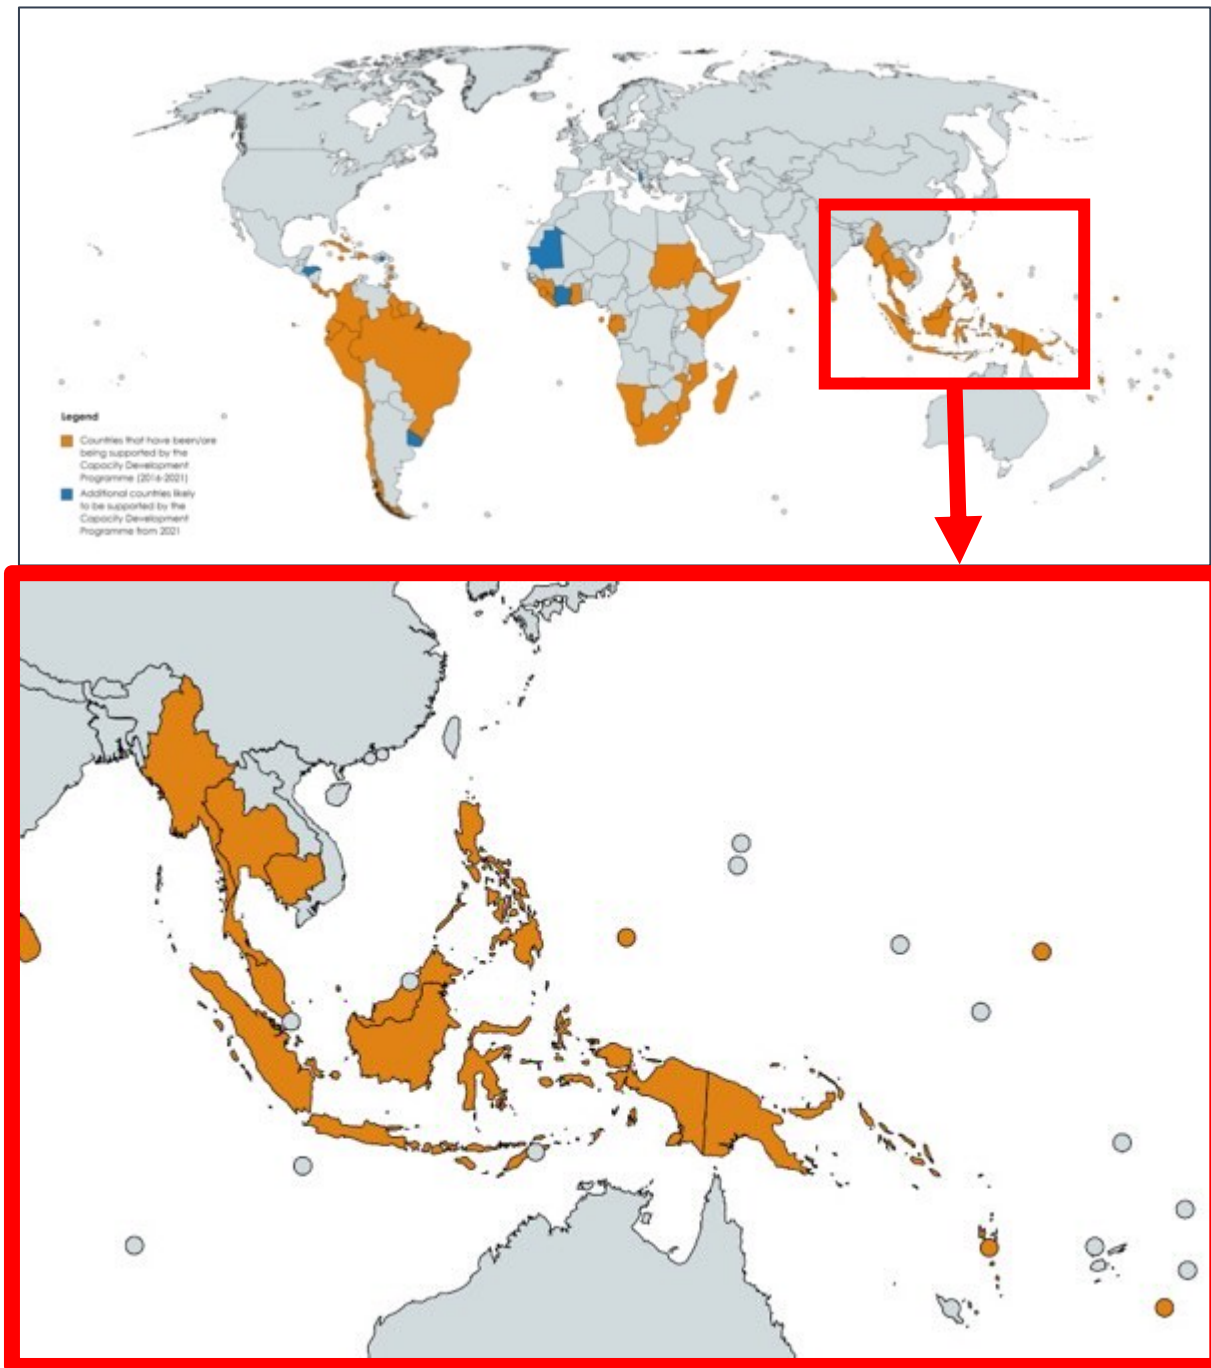 Legend
Countries that have been/are
being supported by the
Capacity Development
Programme (2016-2021)
Additional countries likely
to be supported by the
Capacity Development
Programme from 2021